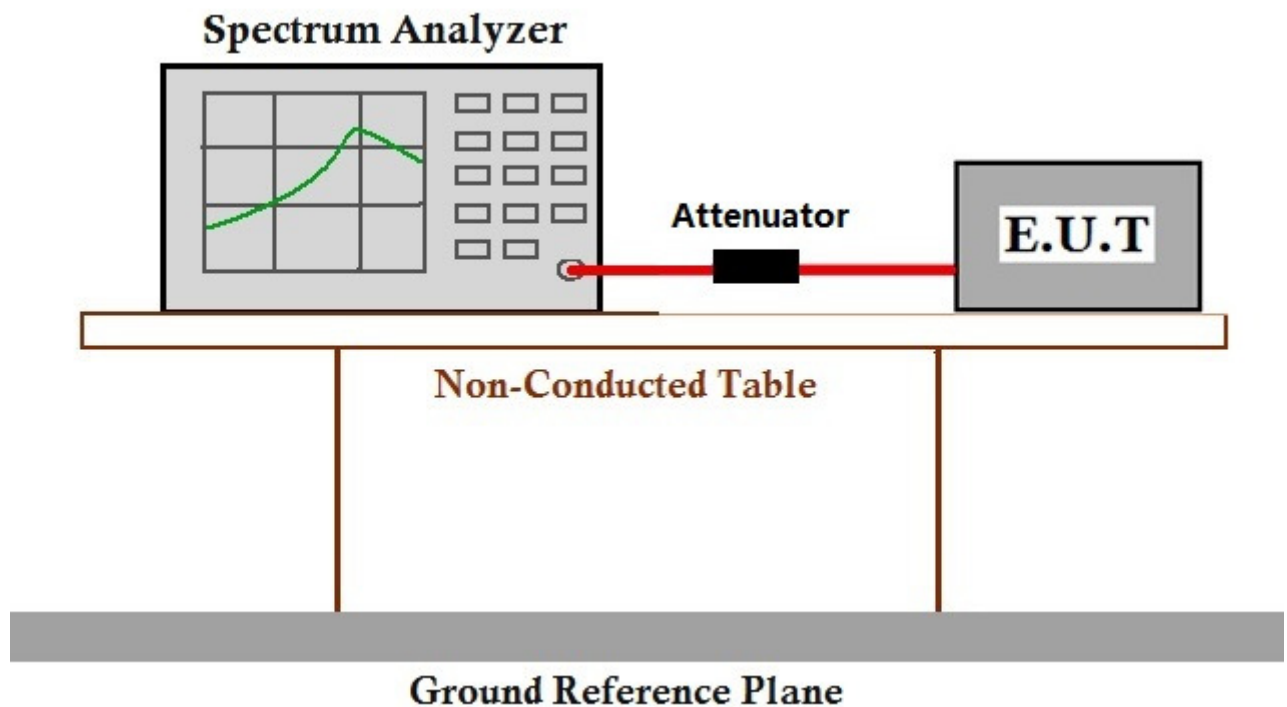 Spectrum Analyzer
Attenuator
E.U.T
Non-Conducted Table
Ground Reference Plane